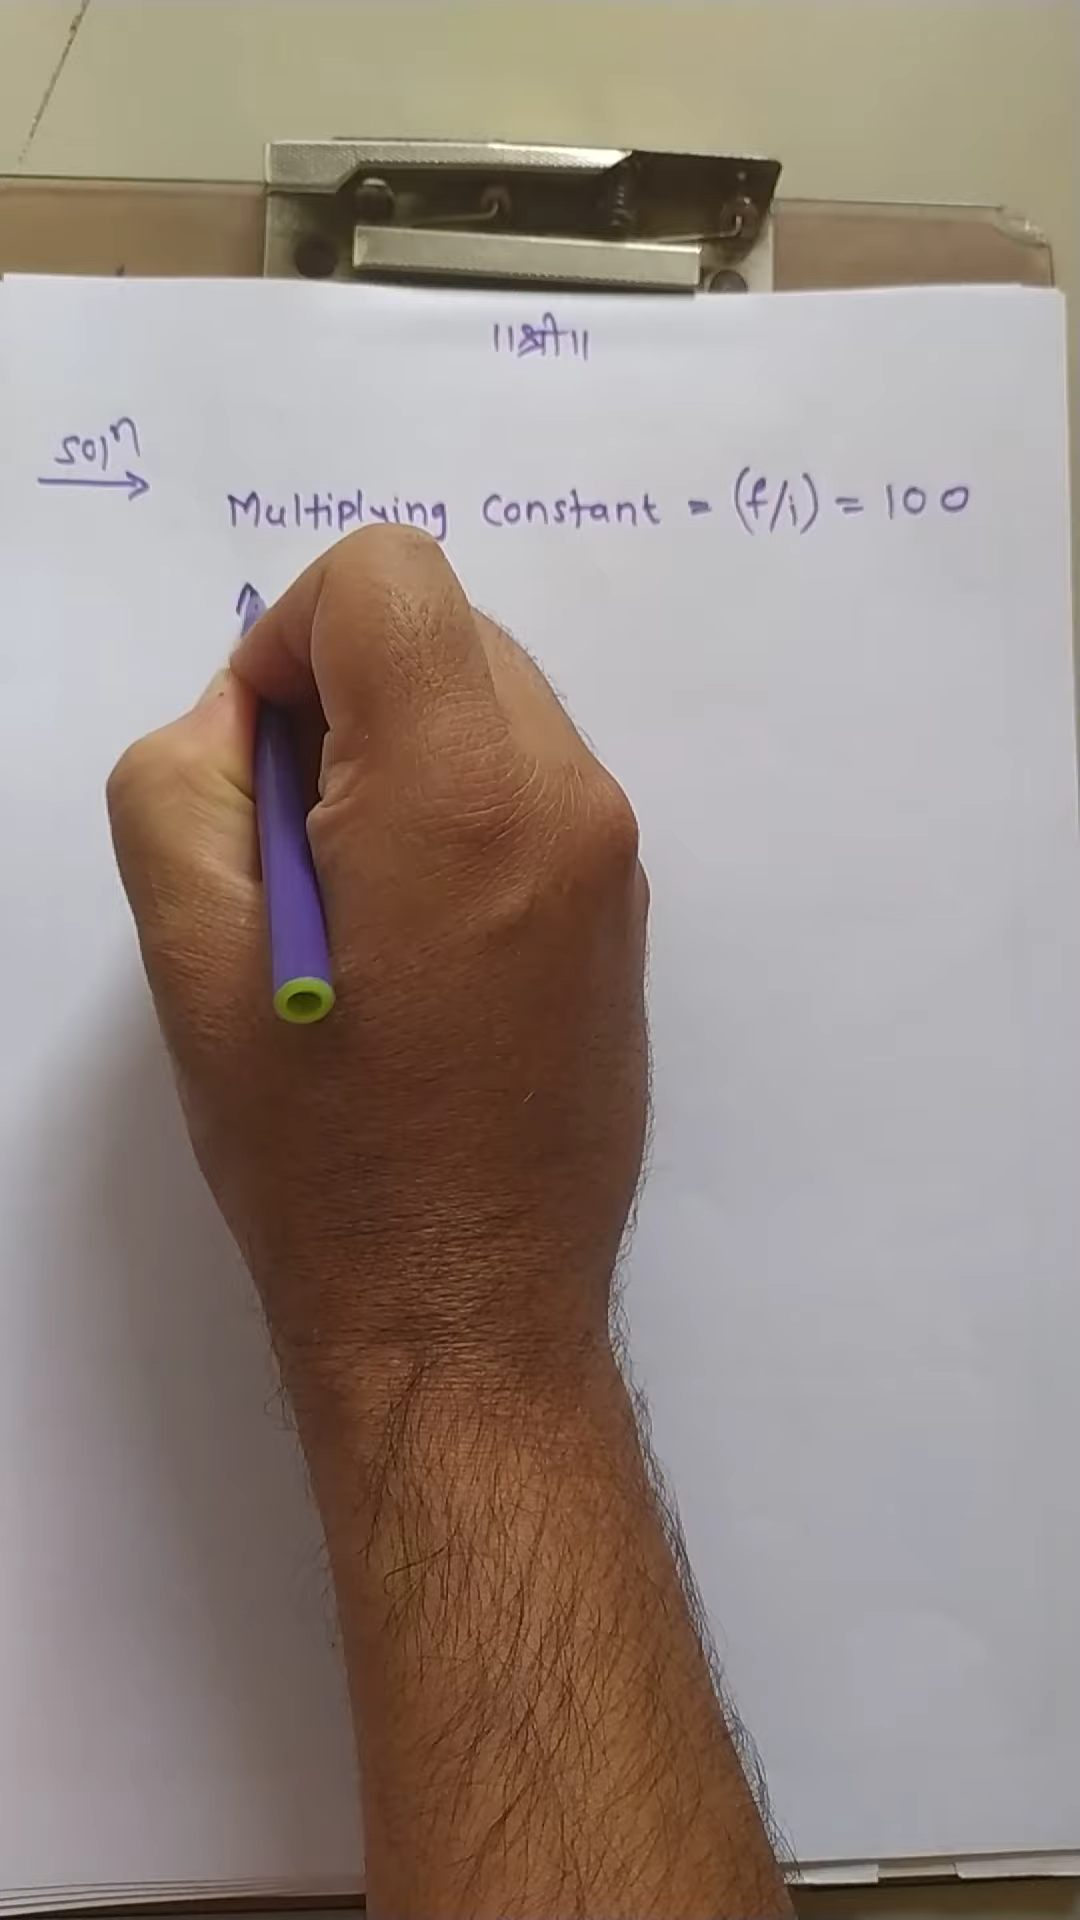 ॥श्री॥
Solⁿ
Multiplying Constant = (f/i) = 100